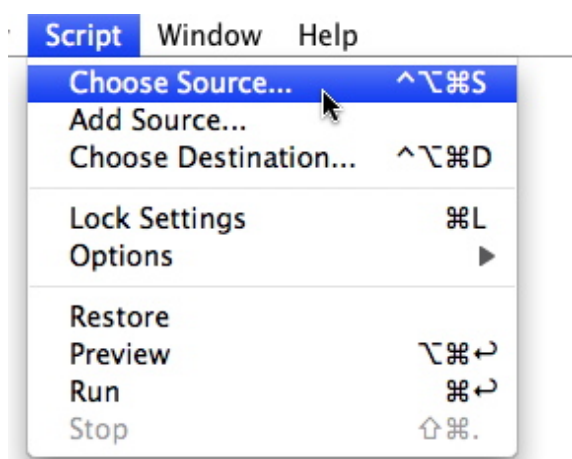 Script Window Help
Choose Source... ^⌥⌘S
Add Source...
Choose Destination... ^⌥⌘D
Lock Settings ⌘L
Options ▶
Restore
Preview ⌥⌘↩
Run ⌘↩
Stop ⇧⌘.